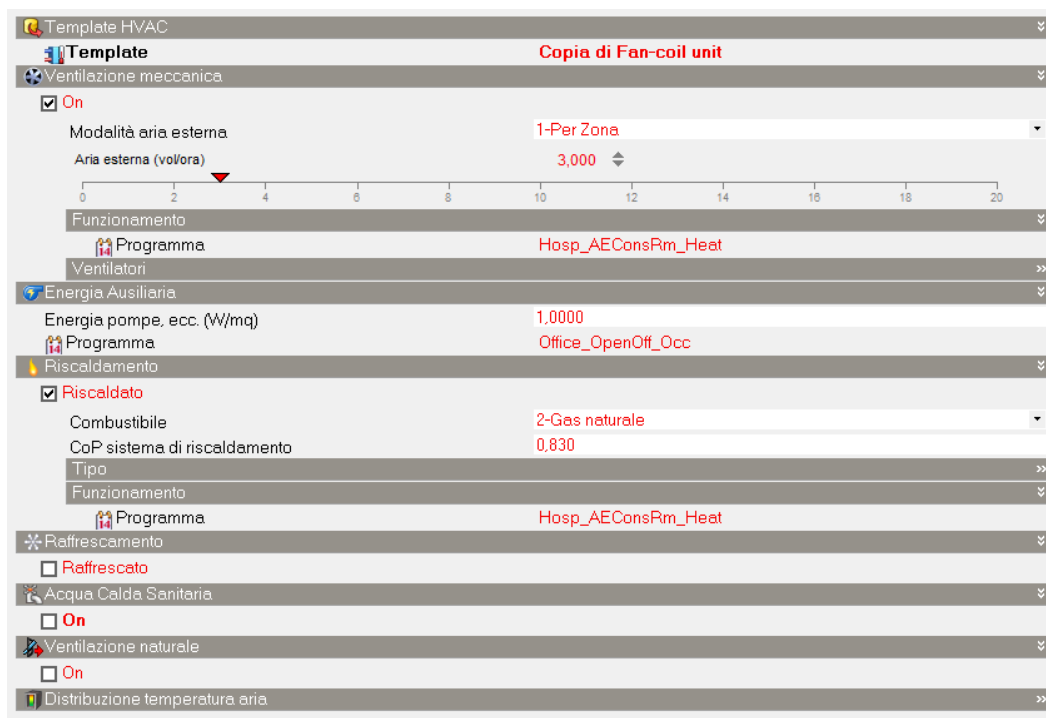 Template HVAC
Template Copia di Fan-coil unit
Ventilazione meccanica
On
Modalità aria esterna 1-Per Zona
Aria esterna (vol/ora) 3,000
0 2 4 6 8 10 12 14 16 18 20
Funzionamento
Programma Hosp_AEConsRm_Heat
Ventilatori
Energia Ausiliaria
Energia pompe, ecc. (W/mq) 1,0000
Programma Office_OpenOff_Occ
Riscaldamento
Riscaldato
Combustibile 2-Gas naturale
CoP sistema di riscaldamento 0,830
Tipo
Funzionamento
Programma Hosp_AEConsRm_Heat
Raffrescamento
Raffrescato
Acqua Calda Sanitaria
On
Ventilazione naturale
On
Distribuzione temperatura aria